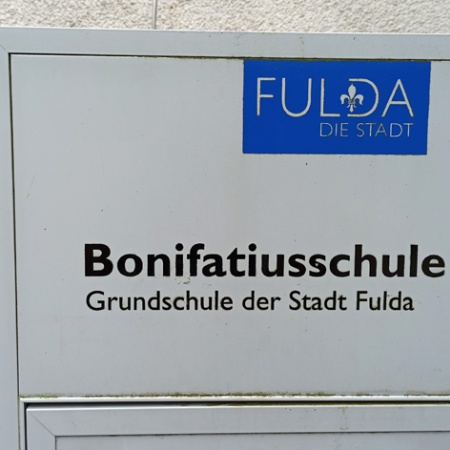 FULDA
DIE STADT
Bonifatiusschule
Grundschule der Stadt Fulda